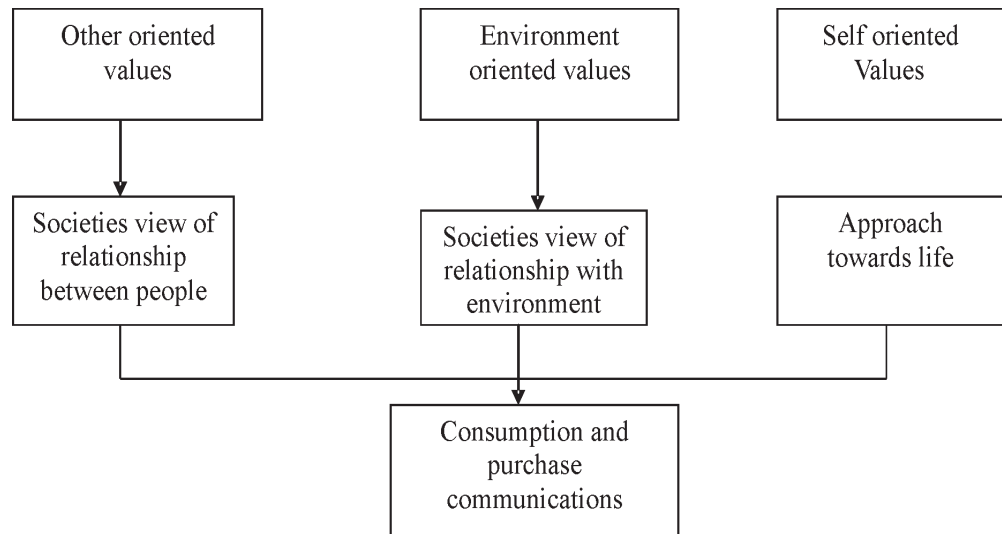 Other oriented
values
Environment
oriented values
Self oriented
Values
Societies view of
relationship
between people
Societies view of
relationship with
environment
Approach
towards life
Consumption and
purchase
communications